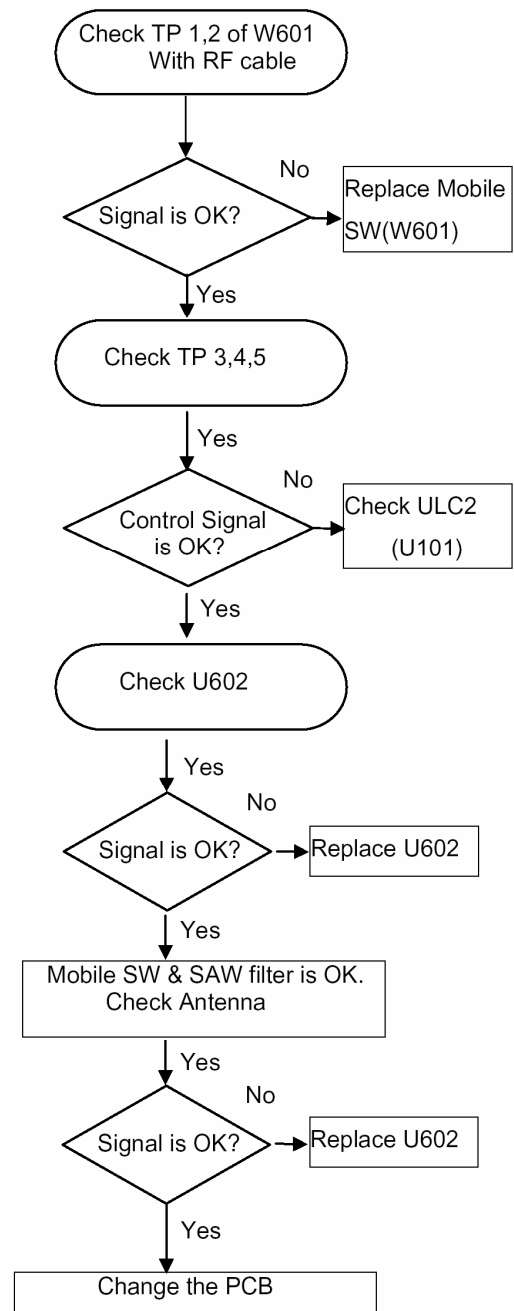 Check TP 1,2 of W601
With RF cable
No
Signal is OK?
Replace Mobile
SW(W601)
Yes
Check TP 3,4,5
Yes
No
Control Signal
is OK?
Check ULC2
(U101)
Yes
Check U602
Yes
No
Signal is OK?
Replace U602
Yes
Mobile SW & SAW filter is OK.
Check Antenna
Yes
No
Signal is OK?
Replace U602
Yes
Change the PCB